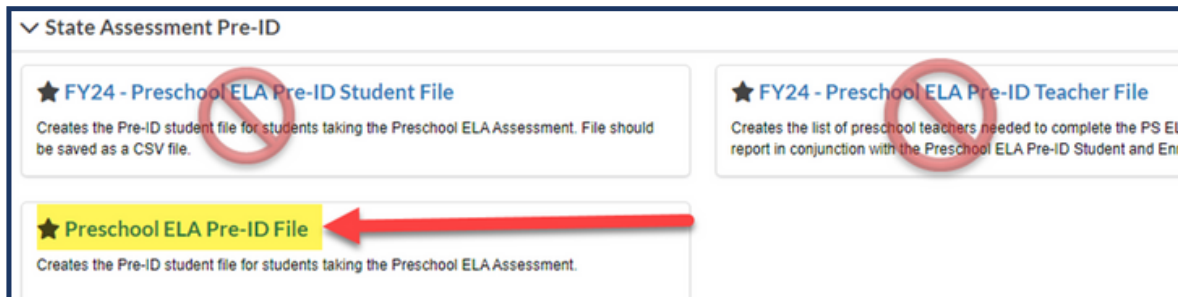 State Assessment Pre-ID
FY24 - Preschool ELA Pre-ID Student File
Creates the Pre-ID student file for students taking the Preschool ELA Assessment. File should
be saved as a CSV file.
FY24 - Preschool ELA Pre-ID Teacher File
Creates the list of preschool teachers needed to complete the PS EL
report in conjunction with the Preschool ELA Pre-ID Student and Enr
Preschool ELA Pre-ID File
Creates the Pre-ID student file for students taking the Preschool ELA Assessment.